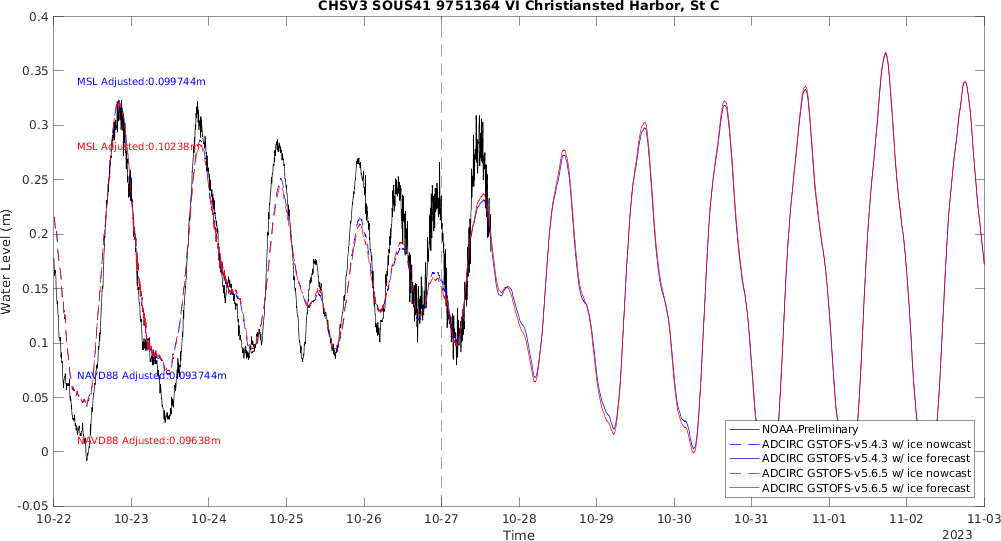 CHSV3 SOUS41 9751364 VI Christiansted Harbor, St C
0.4
0.35
0.3
0.25
0.2
0.15
0.1
0.05
0
-0.05
Water Level (m)
MSL Adjusted:0.099744m
MSL Adjusted:0.10238m
NAVD88 Adjusted:0.093744m
NAVD88 Adjusted:0.09638m
NOAA-Preliminary
ADCIRC GSTOFS-v5.4.3 w/ ice nowcast
ADCIRC GSTOFS-v5.4.3 w/ ice forecast
ADCIRC GSTOFS-v5.6.5 w/ ice nowcast
ADCIRC GSTOFS-v5.6.5 w/ ice forecast
10-22 10-23 10-24 10-25 10-26 10-27 10-28 10-29 10-30 10-31 11-01 11-02 11-03
Time
2023